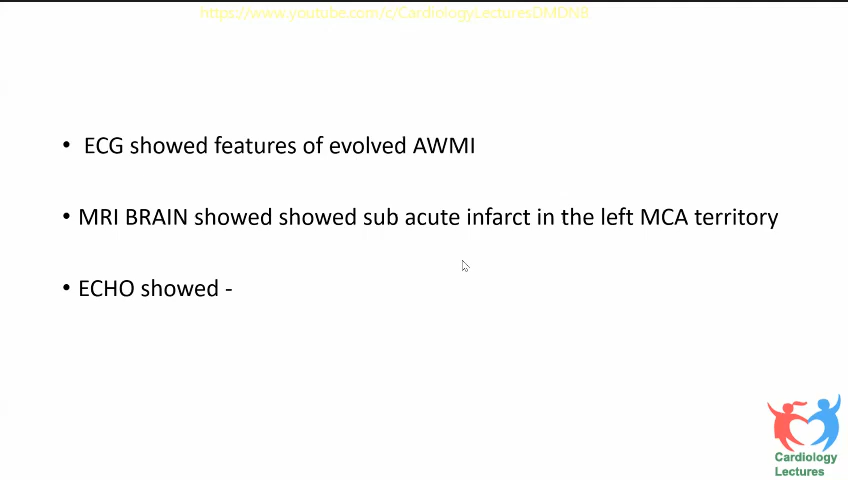 https://www.youtube.com/c/CardiologyLecturesDMDNB
• ECG showed features of evolved AWMI
• MRI BRAIN showed showed sub acute infarct in the left MCA territory
• ECHO showed -
Cardiology
Lectures